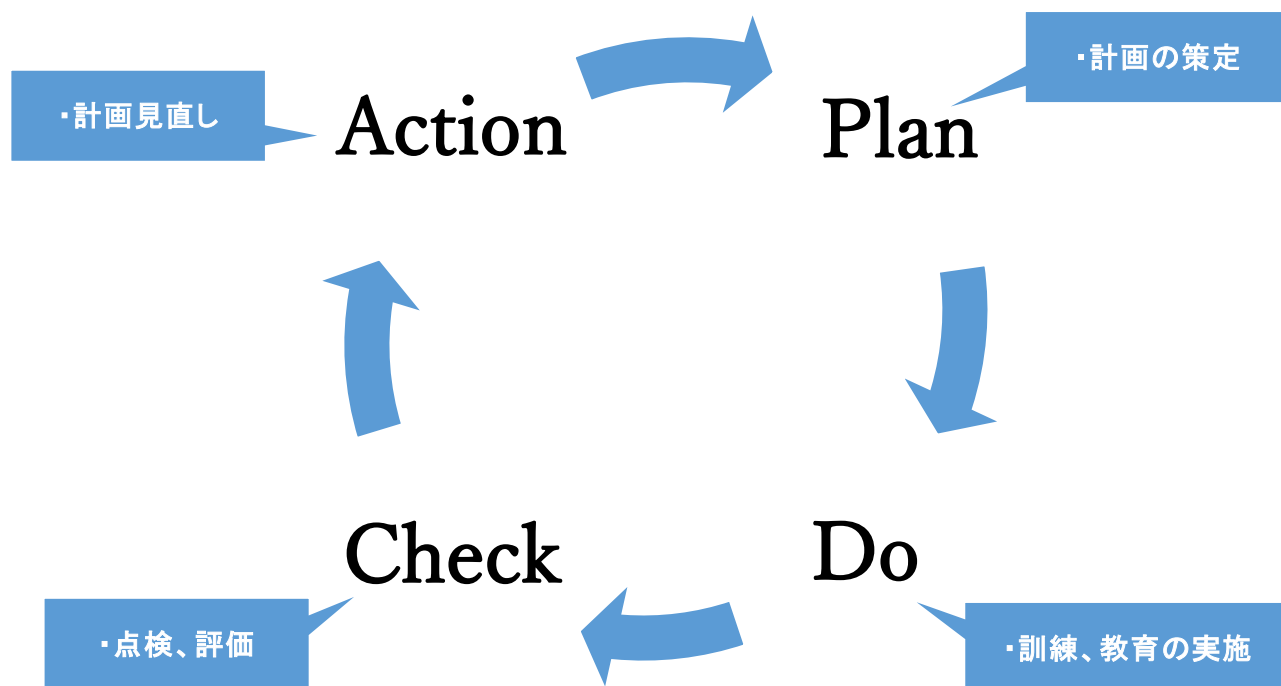 ・計画の策定
・計画見直し
Action
Plan
Check
Do
・点検、評価
・訓練、教育の実施